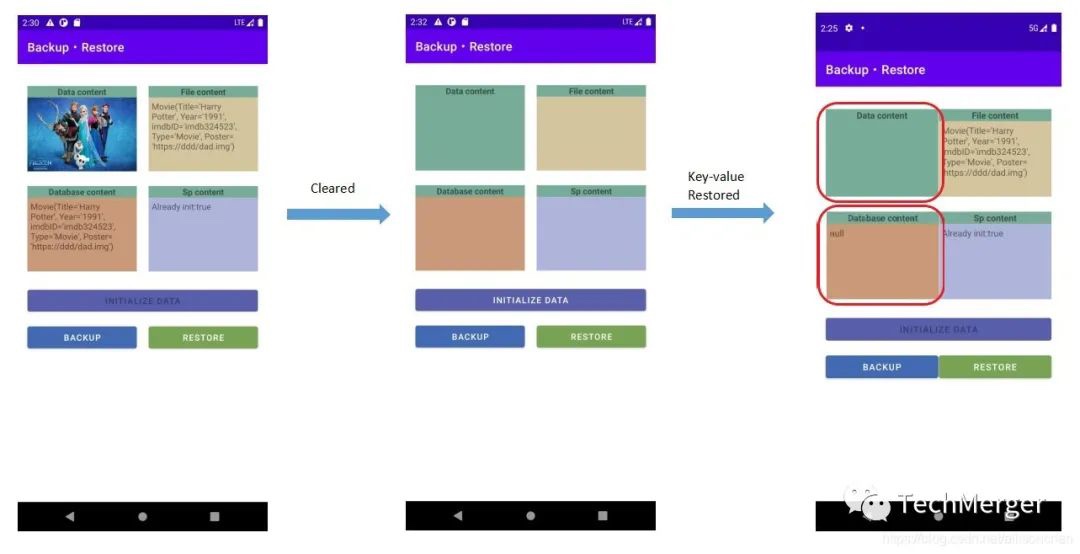 2:30
LTE
Backup・Restore
Data content
File content
FROZEN
Movie(Title='Harry
Potter', Year='1991',
imdbID='imdb324523',
Type='Movie', Poster=
'https://ddd/dad.img')
Database content
Sp content
Movie(Title='Harry
Potter', Year='1991',
imdbID='imdb324523',
Type='Movie', Poster=
'https://ddd/dad.img')
Already init:true
INITIALIZE DATA
BACKUP
RESTORE
Cleared
2:32
LTE
Backup・Restore
Data content
File content
Database content
Sp content
INITIALIZE DATA
BACKUP
RESTORE
Key-value
Restored
2:25
5G
Backup・Restore
Data content
File content
Movie(Title='Harry
Potter', Year='1991',
imdbID='imdb324523',
Type='Movie', Poster=
'https://ddd/dad.img')
Database content
Sp content
null
Already init:true
INITIALIZE DATA
BACKUP
RESTORE
TechMerger